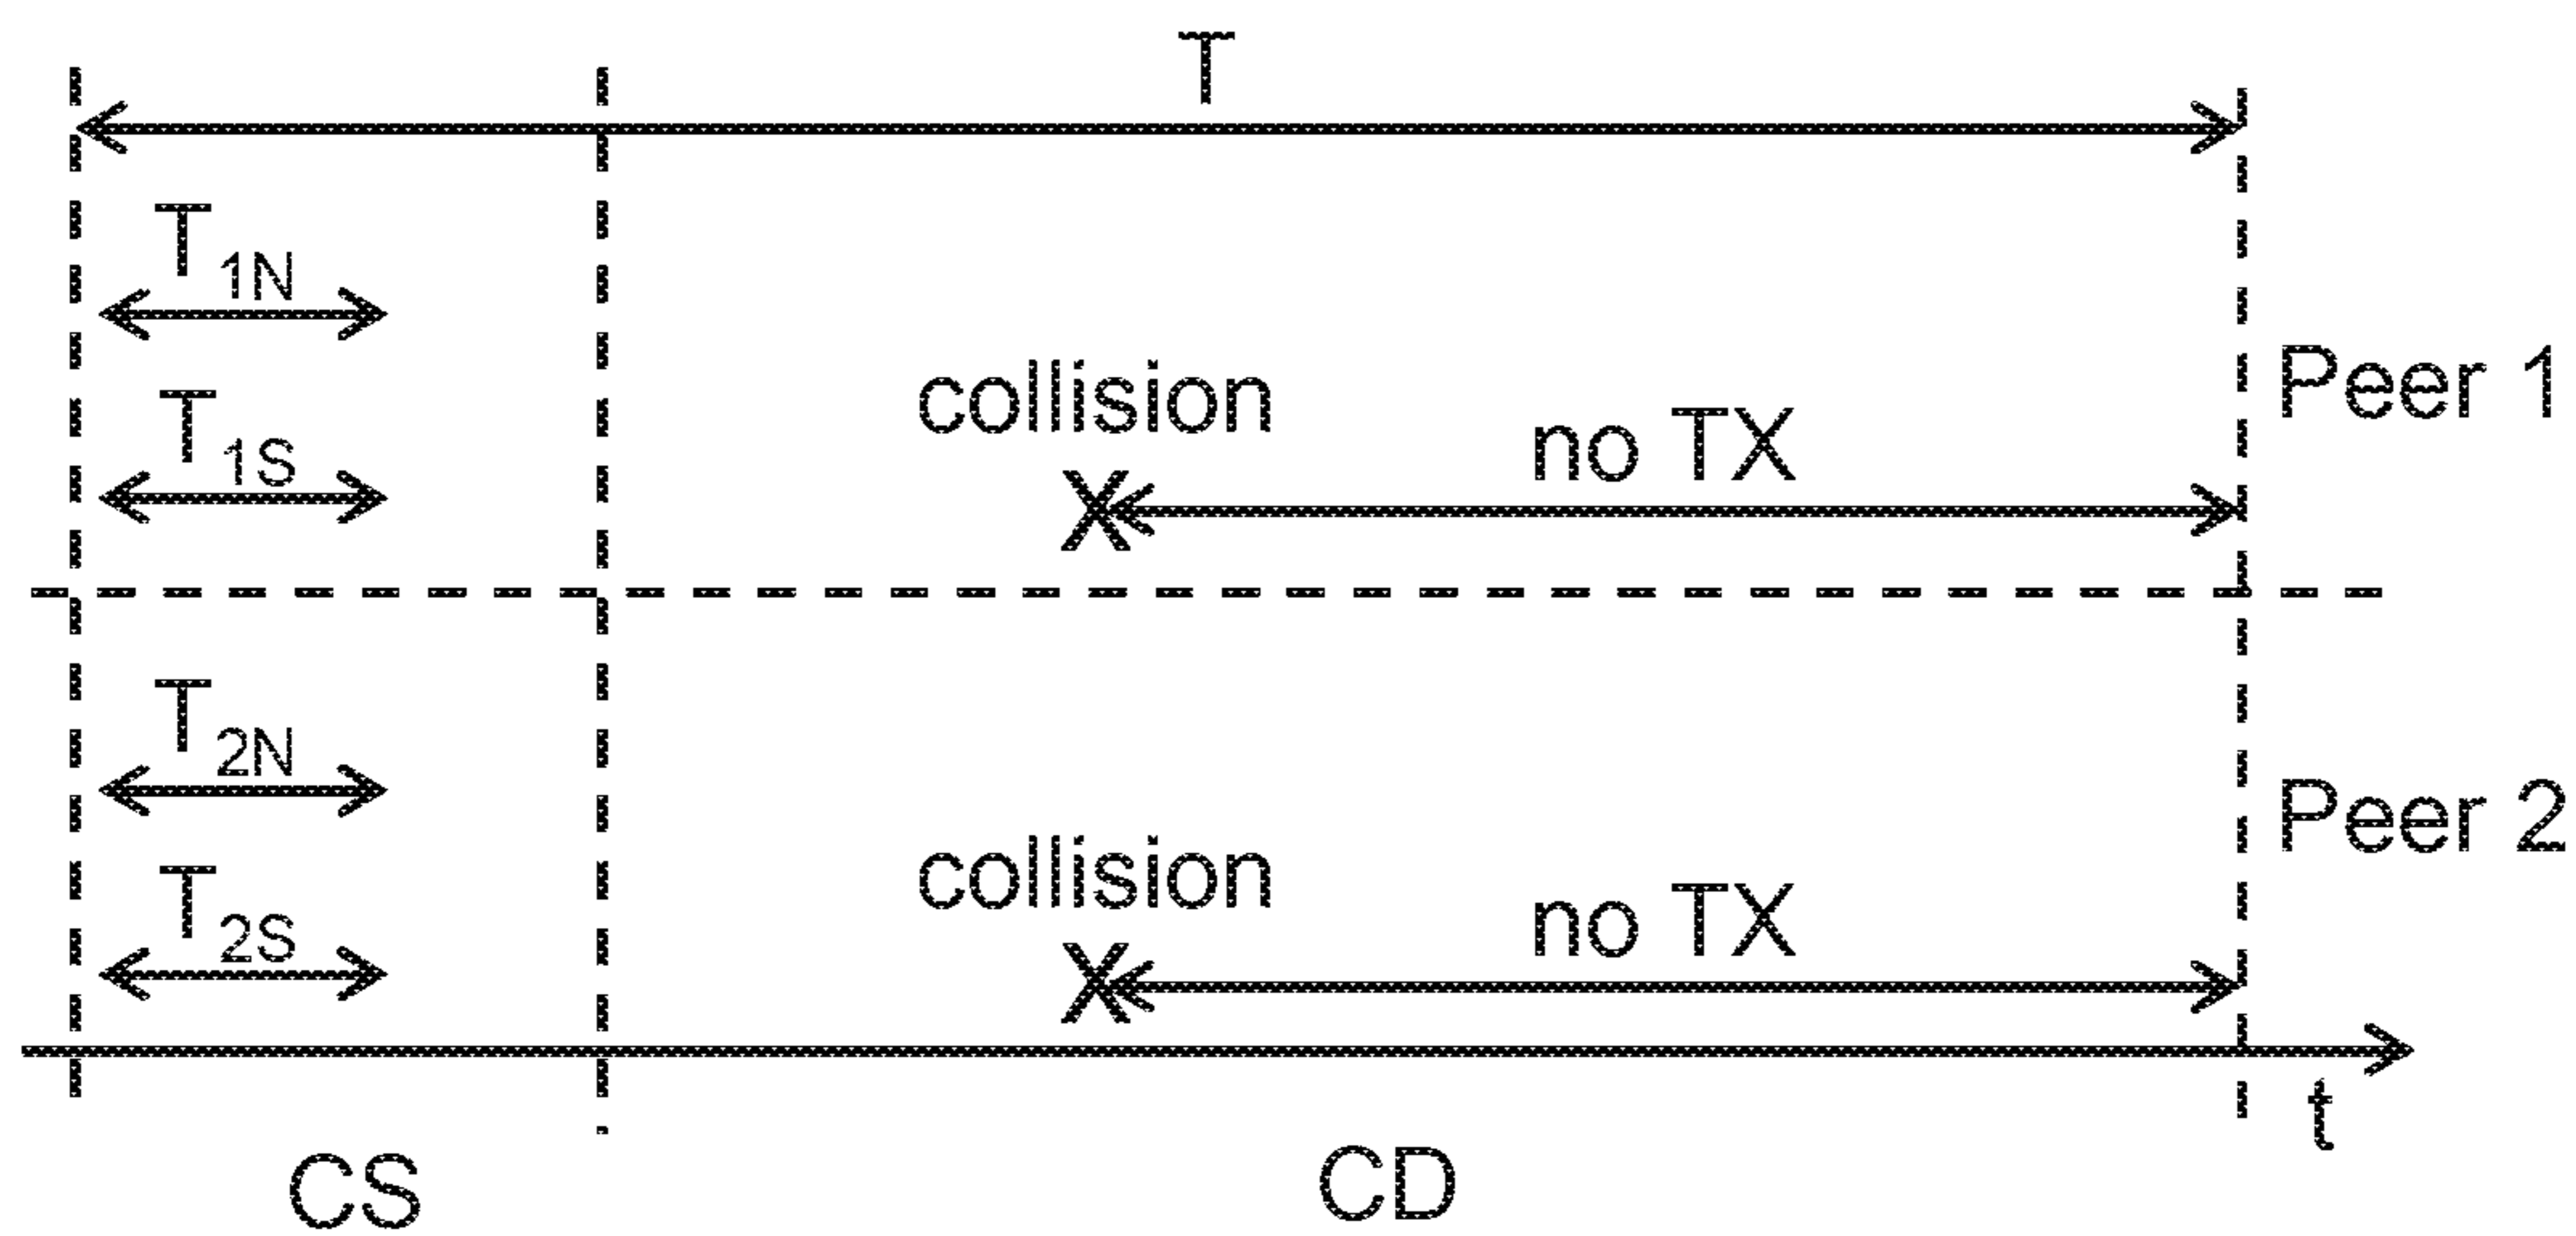 T
T1N
T1S
collision
no TX
Peer 1
X
T2N
T2S
collision
no TX
Peer 2
X
t
CS
CD